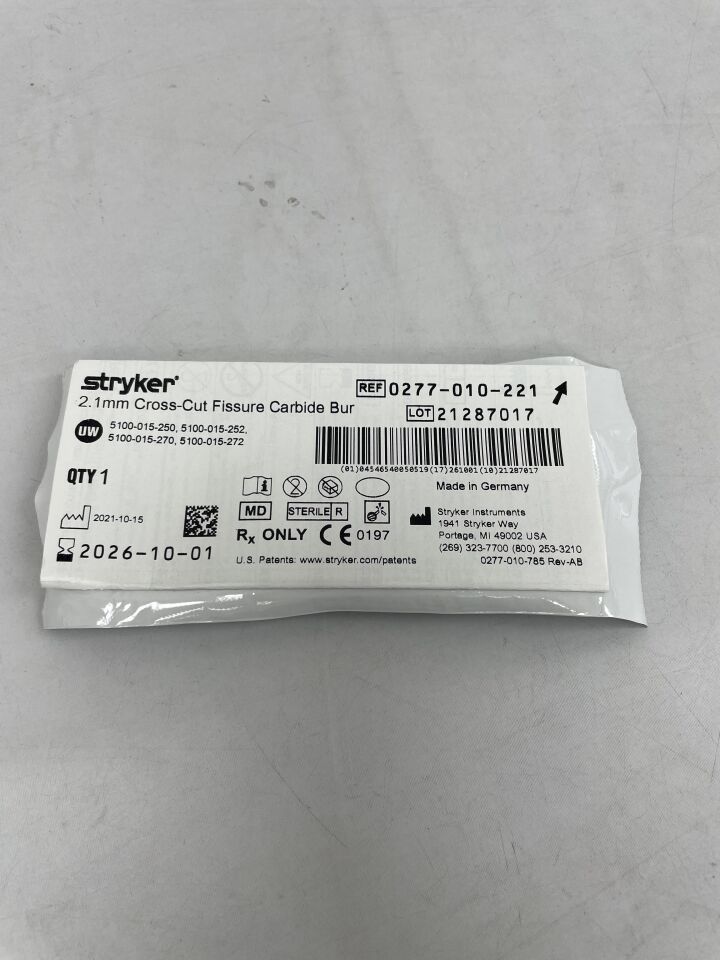 stryker®
REF 0277-010-221
2.1mm Cross-Cut Fissure Carbide Bur
LOT 21287017
UW 5100-015-250, 5100-015-252,
5100-015-270, 5100-015-272
(01)04546540050519(17)261001(10)21287017
QTY 1
Made in Germany
2021-10-15
MD STERILE R
Stryker Instruments
1941 Stryker Way
Portage, MI 49002 USA
(269) 323-7700 (800) 253-3210
Rx ONLY CE 0197
2026-10-01
U.S. Patents: www.stryker.com/patents
0277-010-785 Rev-AB